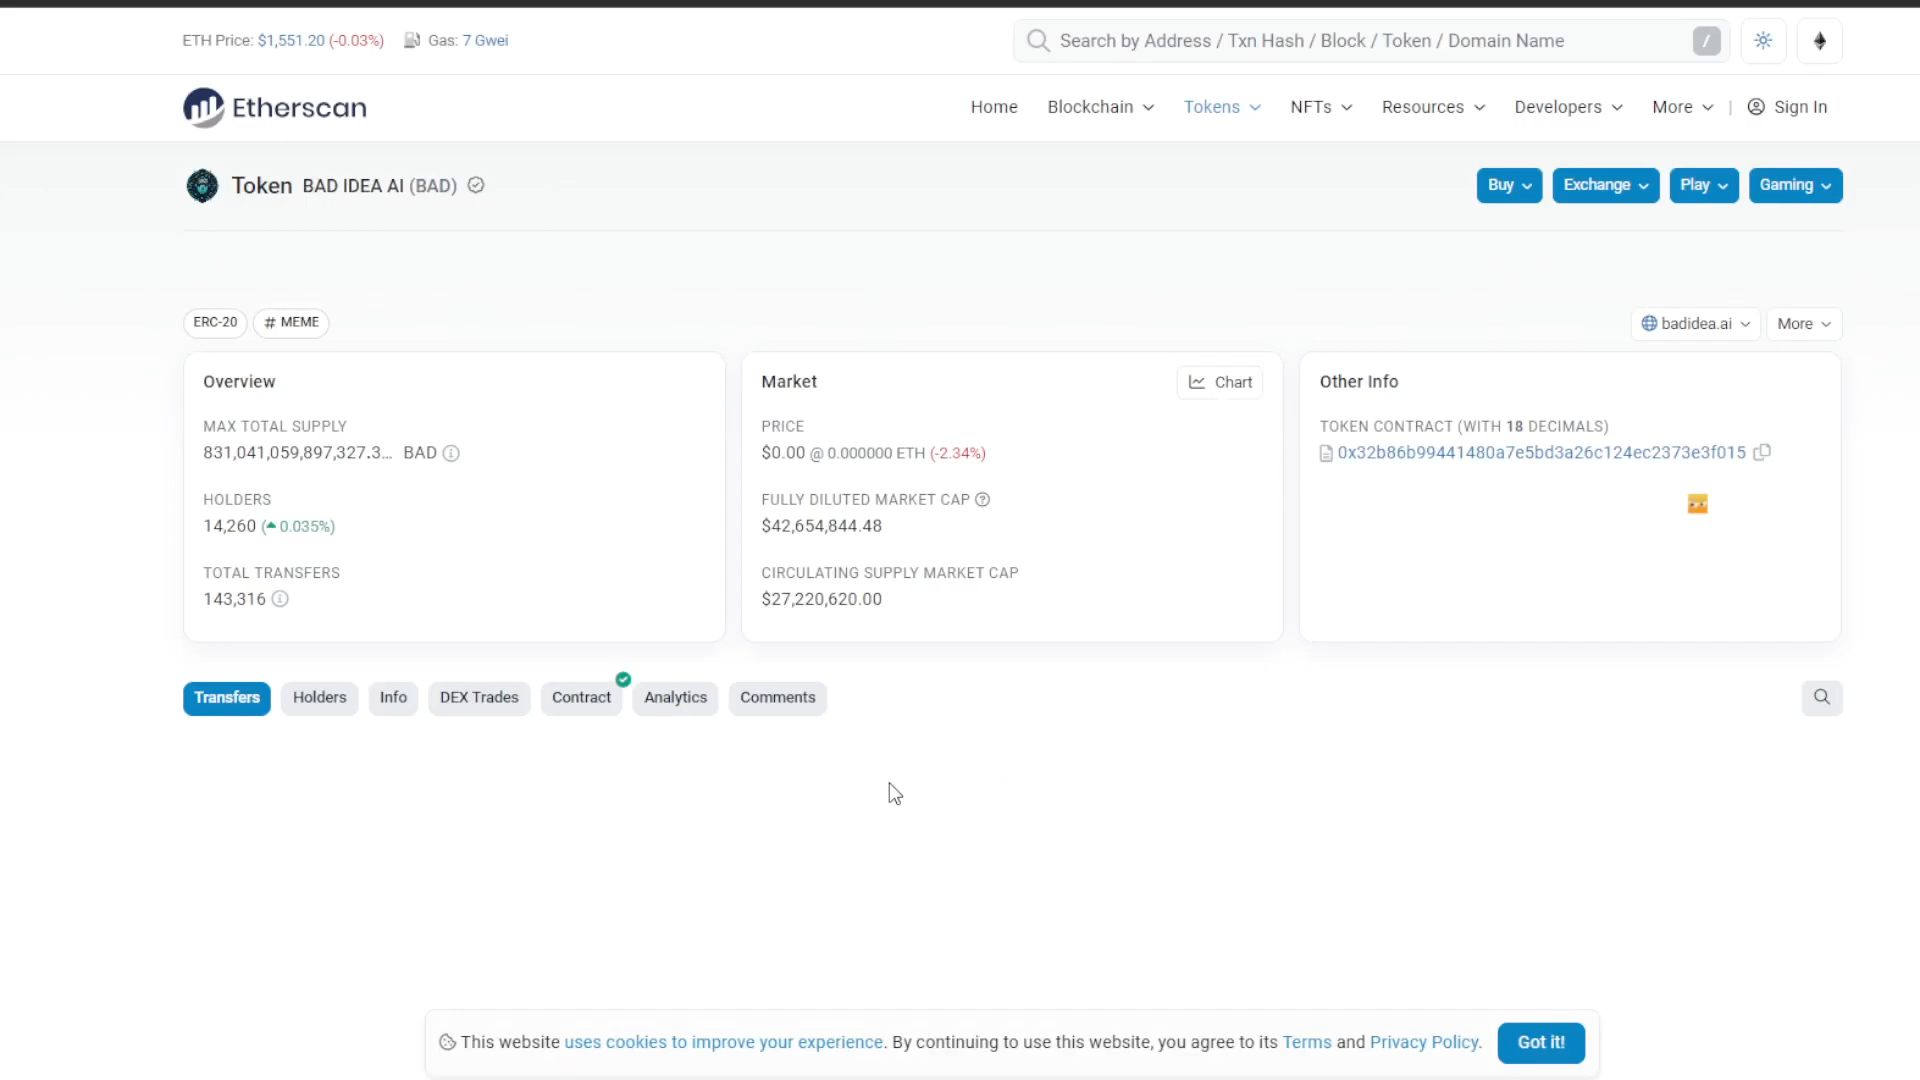 ETH Price: $1,551.20 (-0.03%) Gas: 7 Gwei
Search by Address / Txn Hash / Block / Token / Domain Name /
Etherscan
Home Blockchain Tokens NFTs Resources Developers More | Sign In
Token BAD IDEA AI (BAD)
Buy Exchange Play Gaming
ERC-20 # MEME
badidea.ai More
Overview
MAX TOTAL SUPPLY
831,041,059,897,327.3... BAD
HOLDERS
14,260 (0.035%)
TOTAL TRANSFERS
143,316
Market
Chart
PRICE
$0.00 @ 0.000000 ETH (-2.34%)
FULLY DILUTED MARKET CAP
$42,654,844.48
CIRCULATING SUPPLY MARKET CAP
$27,220,620.00
Other Info
TOKEN CONTRACT (WITH 18 DECIMALS)
0x32b86b99441480a7e5bd3a26c124ec2373e3f015
Transfers Holders Info DEX Trades Contract Analytics Comments
This website uses cookies to improve your experience. By continuing to use this website, you agree to its Terms and Privacy Policy.
Got it!